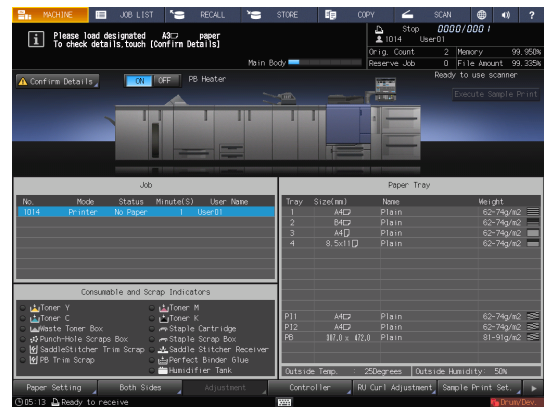 MACHINE JOB LIST RECALL STORE COPY SCAN ?
Please load A3 paper
designated
To check details,touch [Confirm Details]
Main Body
Stop 0000/0001
1014 User01
Orig. Count 2 Memory 99.950%
Reserve Job 0 File Amount 99.335%
Ready to use scanner
Confirm Details ON OFF PB Heater
Execute Sample Print
Job
No. Mode Status Minute(S) User Name
1014 Printer No Paper 1 User01
Paper Tray
Tray Size(mm) Name Weight
1 A4 Plain 62-74g/m2
2 B4 Plain 62-74g/m2
3 A4 Plain 62-74g/m2
4 8.5x11 Plain 62-74g/m2
PI1 A4 Plain 62-74g/m2
PI2 A4 Plain 62-74g/m2
PB 307.0 x 472.0 Plain 81-91g/m2
Outside Temp. : 25Degrees Outside Humidity: 50%
Consumable and Scrap Indicators
Toner Y Toner M
Toner C Toner K
Waste Toner Box Staple Cartridge
Punch-Hole Scraps Box Staple Scrap Box
SaddleStitcher Trim Scrap Saddle Stitcher Receiver
PB Trim Scrap Perfect Binder Glue
Humidifier Tank
Paper Setting Both Sides Adjustment Controller RU Curl Adjustment Sample Print Set.
05:13 Ready to receive Drum/Dev.